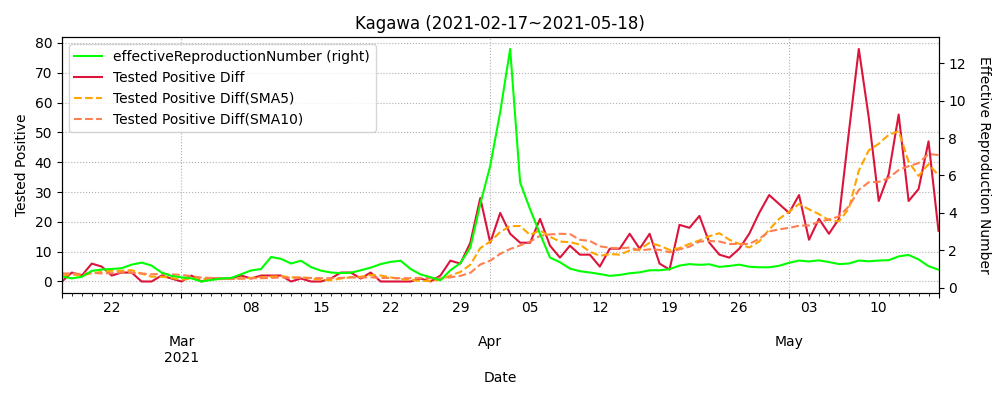 Kagawa (2021-02-17~2021-05-18)
effectiveReproductionNumber (right)
Tested Positive Diff
Tested Positive Diff(SMA5)
Tested Positive Diff(SMA10)
Tested Positive
80
70
60
50
40
30
20
10
0
Effective Reproduction Number
12
10
8
6
4
2
0
22 08 15 22 29 05 12 19 26 03 10
Mar Apr May
2021
Date